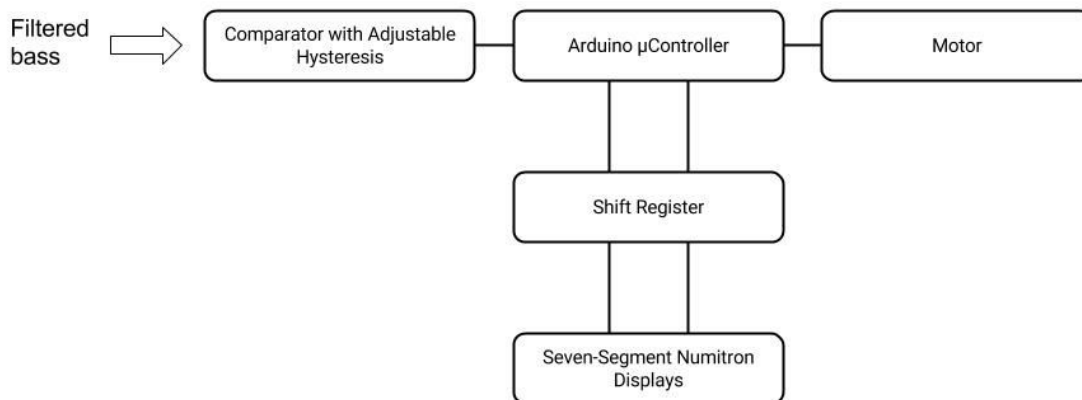 Filtered
bass
Comparator with Adjustable
Hysteresis
Arduino µController
Motor
Shift Register
Seven-Segment Numitron
Displays